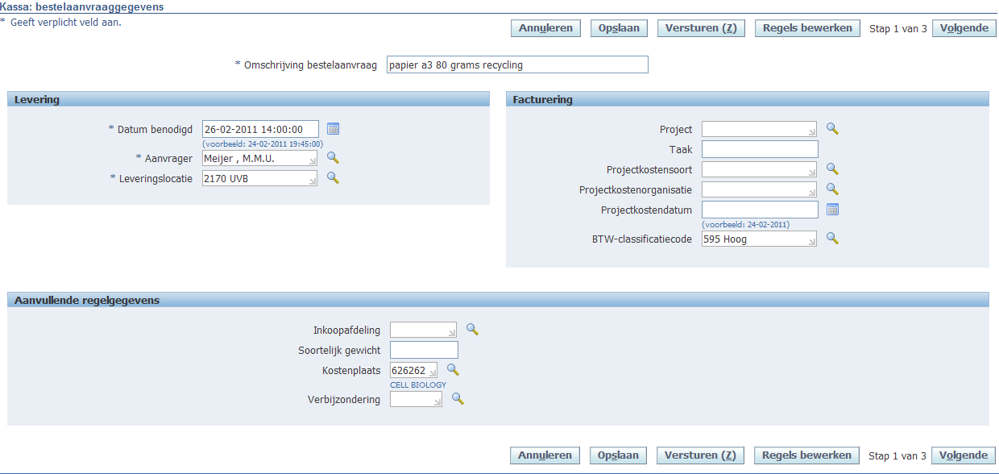 Kassa: bestelaanvraaggegevens
* Geeft verplicht veld aan.
Annuleren Opslaan Versturen (Z) Regels bewerken Stap 1 van 3 Volgende
* Omschrijving bestelaanvraag papier a3 80 grams recycling
Levering
* Datum benodigd 26-02-2011 14:00:00
(voorbeeld: 24-02-2011 19:45:00)
* Aanvrager Meijer , M.M.U.
* Leveringslocatie 2170 UVB
Facturering
Project
Taak
Projectkostensoort
Projectkostenorganisatie
Projectkostendatum
(voorbeeld: 24-02-2011)
BTW-classificatiecode 595 Hoog
Aanvullende regelgegevens
Inkoopafdeling
Soortelijk gewicht
Kostenplaats 626262
CELL BIOLOGY
Verbijzondering
Annuleren Opslaan Versturen (Z) Regels bewerken Stap 1 van 3 Volgende